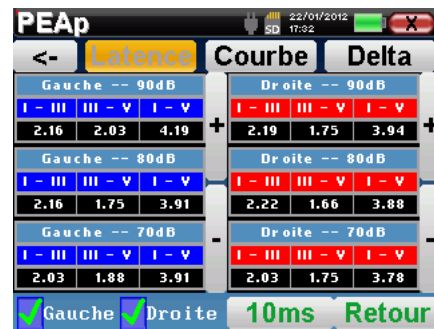 PEAp SD 22/01/2012 17:32 X
<- Latence Courbe Delta
Gauche -- 90dB Droite -- 90dB
I - III III - V I - V I - III III - V I - V
2.16 2.03 4.19 + 2.19 1.75 3.94 +
Gauche -- 80dB Droite -- 80dB
I - III III - V I - V I - III III - V I - V
2.16 1.75 3.91 2.22 1.66 3.88
Gauche -- 70dB - Droite -- 70dB -
I - III III - V I - V I - III III - V I - V
2.03 1.88 3.91 2.03 1.75 3.78
Gauche Droite 10ms Retour